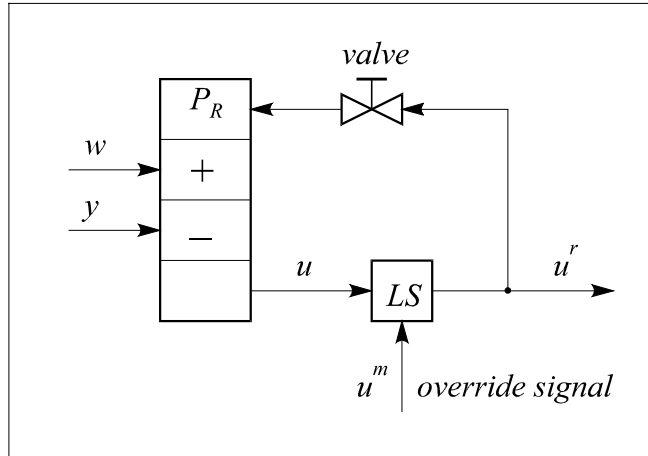 valve
P_R
w
+
y
−
u
LS
u^r
u^m override signal